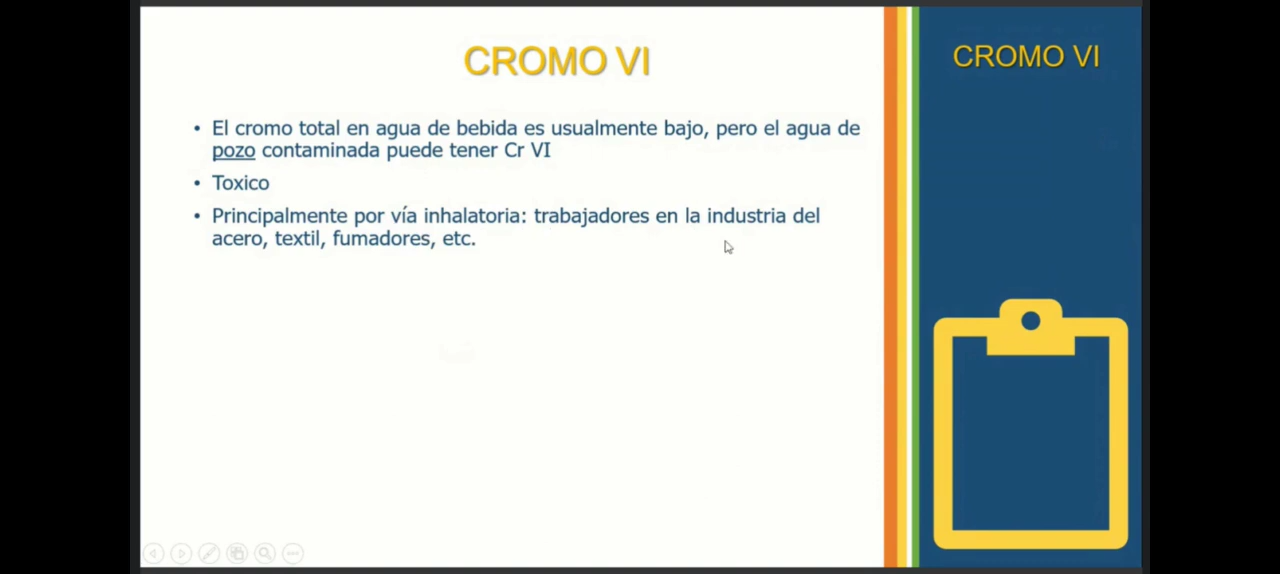 CROMO VI
• El cromo total en agua de bebida es usualmente bajo, pero el agua de
pozo contaminada puede tener Cr VI
• Toxico
• Principalmente por vía inhalatoria: trabajadores en la industria del
acero, textil, fumadores, etc.
CROMO VI